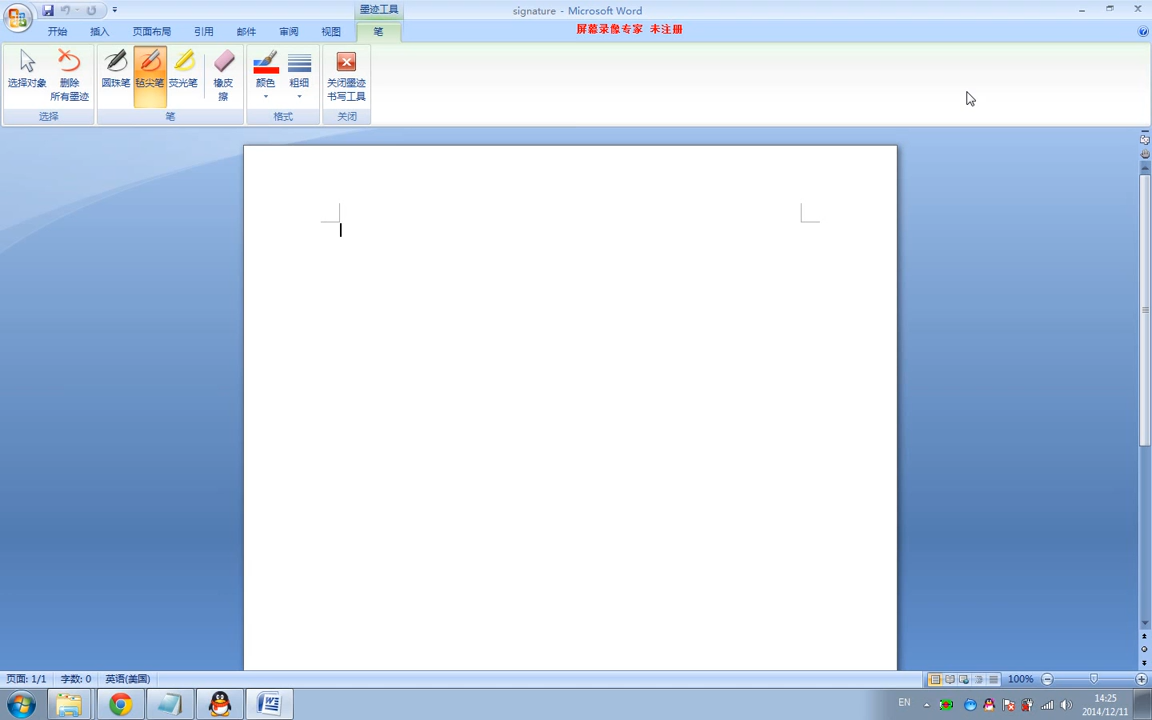 墨迹工具
signature - Microsoft Word
开始 插入 页面布局 引用 邮件 审阅 视图 笔
屏幕录像专家 未注册
选择对象 删除所有墨迹 圆珠笔 毡尖笔 荧光笔 橡皮擦 颜色 粗细 关闭墨迹书写工具
选择 笔 格式 关闭
页面: 1/1 字数: 0 英语(美国) 100%
EN 14:25
2014/12/11